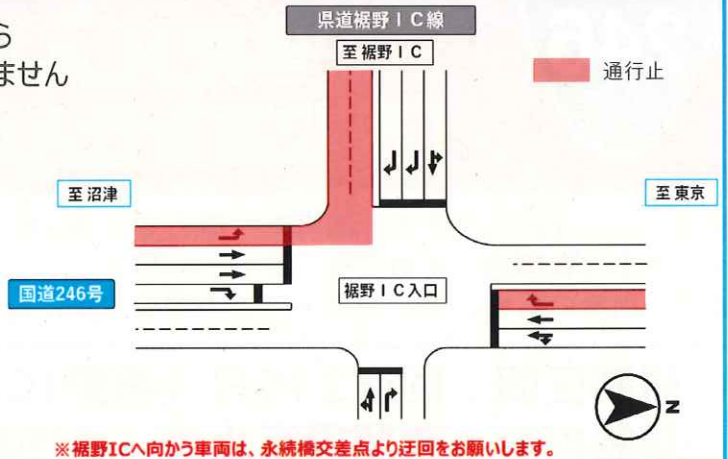 県道裾野IC線
ら
至裾野IC
ません
通行止
至沼津
至東京
国道246号
裾野IC入口
N
※裾野ICへ向かう車両は、永続橋交差点より迂回をお願いします。